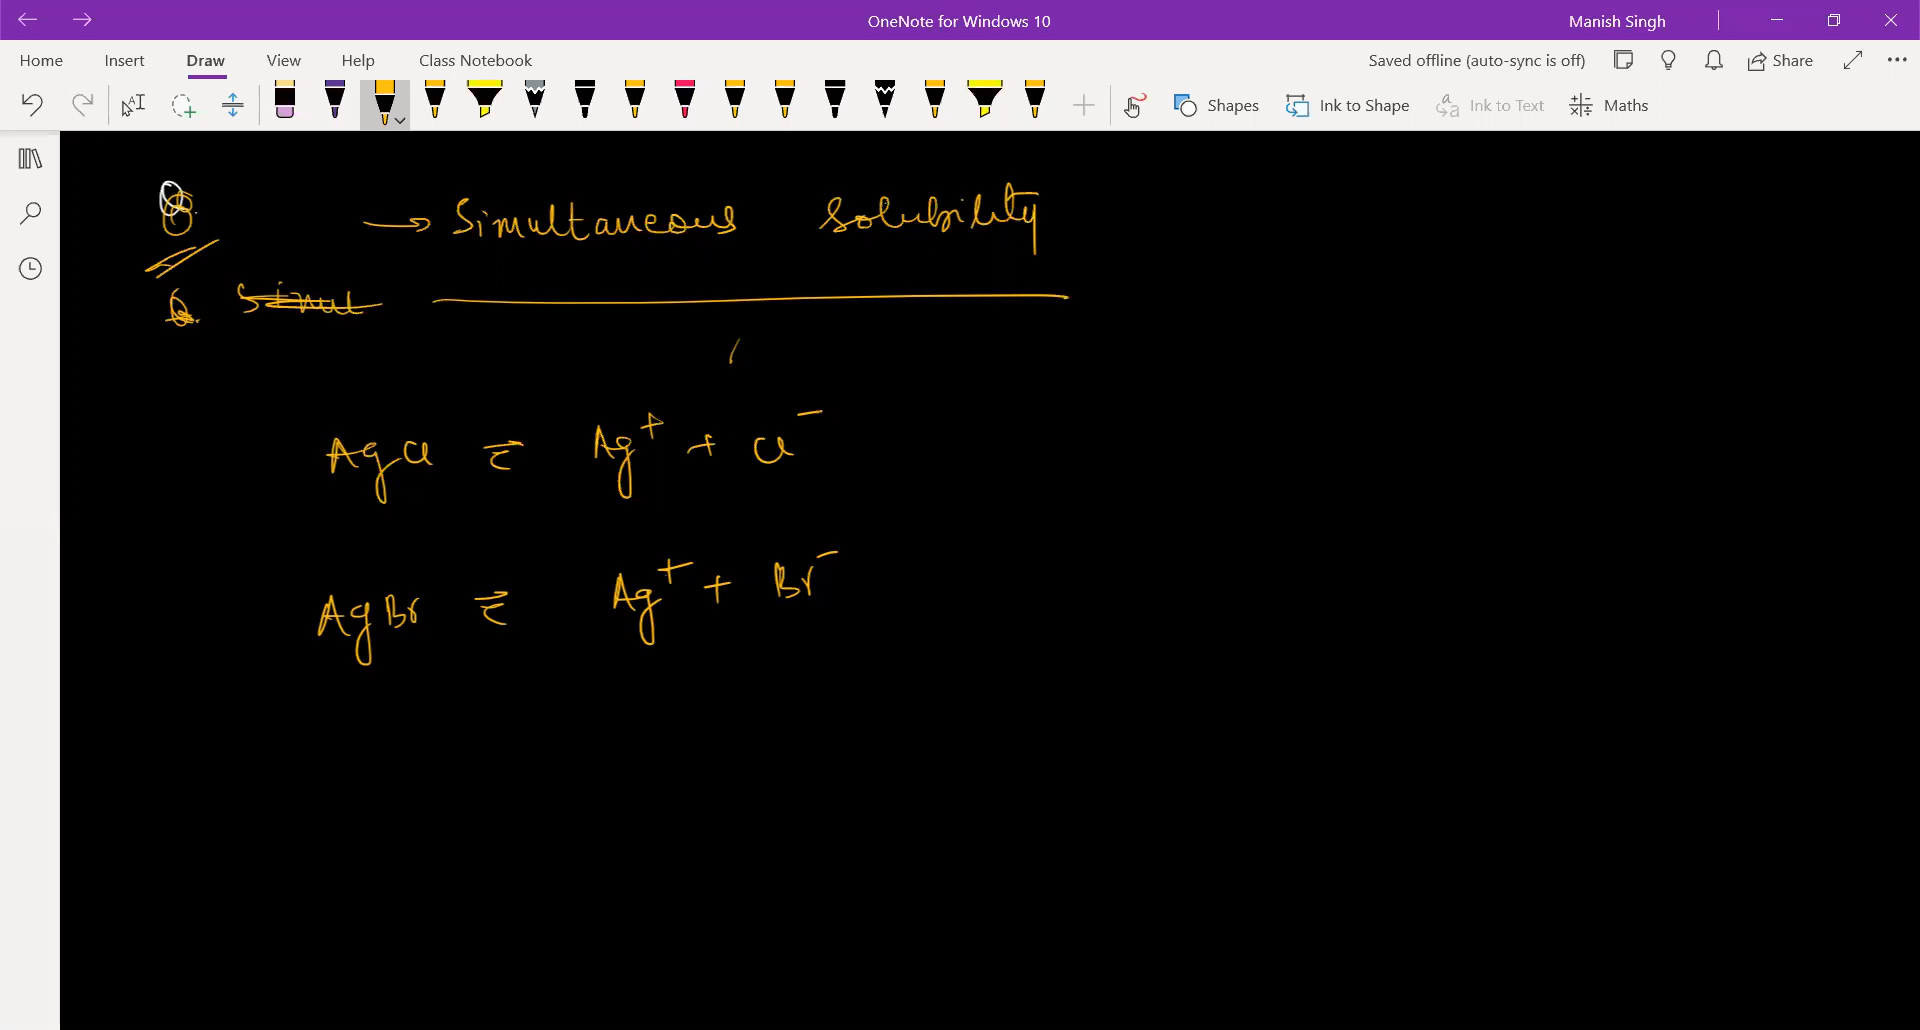 OneNote for Windows 10
Manish Singh
Home Insert Draw View Help Class Notebook
Saved offline (auto-sync is off) Share
Shapes Ink to Shape Ink to Text Maths
→ Simultaneous Solubility
Simul
AgCl ⇌ Ag⁺ + Cl⁻
AgBr ⇌ Ag⁺ + Br⁻